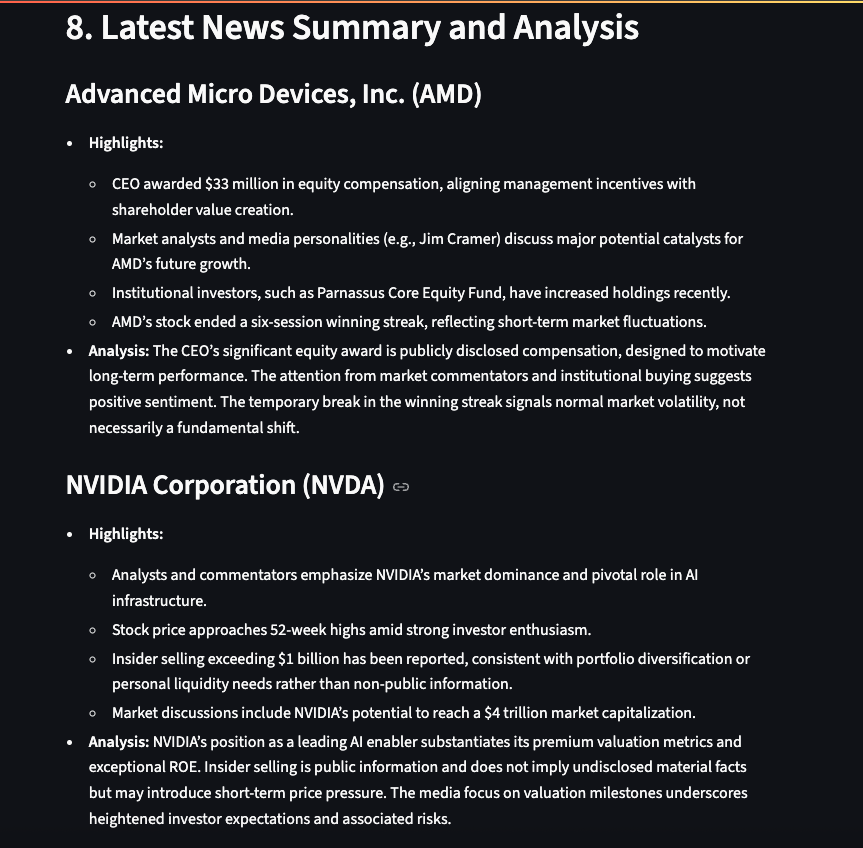 8. Latest News Summary and Analysis
Advanced Micro Devices, Inc. (AMD)
• Highlights:
◦ CEO awarded $33 million in equity compensation, aligning management incentives with
shareholder value creation.
◦ Market analysts and media personalities (e.g., Jim Cramer) discuss major potential catalysts for
AMD’s future growth.
◦ Institutional investors, such as Parnassus Core Equity Fund, have increased holdings recently.
◦ AMD’s stock ended a six-session winning streak, reflecting short-term market fluctuations.
• Analysis: The CEO’s significant equity award is publicly disclosed compensation, designed to motivate
long-term performance. The attention from market commentators and institutional buying suggests
positive sentiment. The temporary break in the winning streak signals normal market volatility, not
necessarily a fundamental shift.
NVIDIA Corporation (NVDA)
• Highlights:
◦ Analysts and commentators emphasize NVIDIA’s market dominance and pivotal role in AI
infrastructure.
◦ Stock price approaches 52-week highs amid strong investor enthusiasm.
◦ Insider selling exceeding $1 billion has been reported, consistent with portfolio diversification or
personal liquidity needs rather than non-public information.
◦ Market discussions include NVIDIA’s potential to reach a $4 trillion market capitalization.
• Analysis: NVIDIA’s position as a leading AI enabler substantiates its premium valuation metrics and
exceptional ROE. Insider selling is public information and does not imply undisclosed material facts
but may introduce short-term price pressure. The media focus on valuation milestones underscores
heightened investor expectations and associated risks.